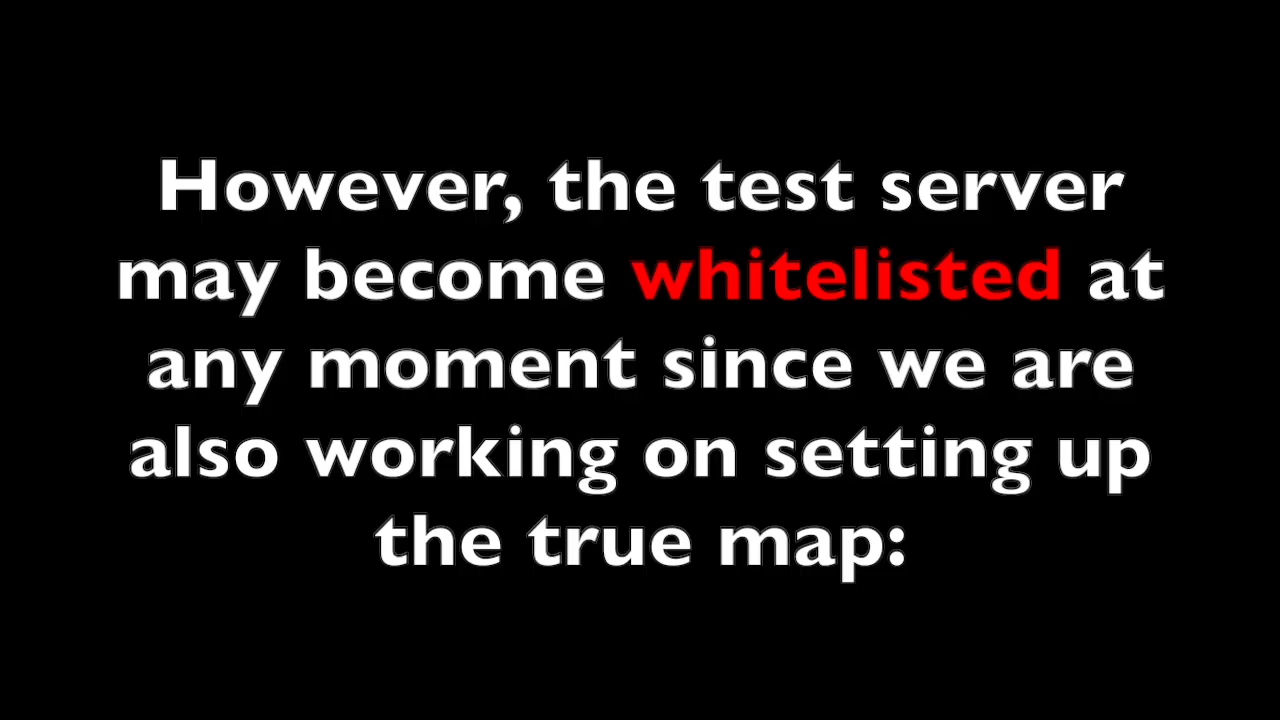 However, the test server
may become whitelisted at
any moment since we are
also working on setting up
the true map: